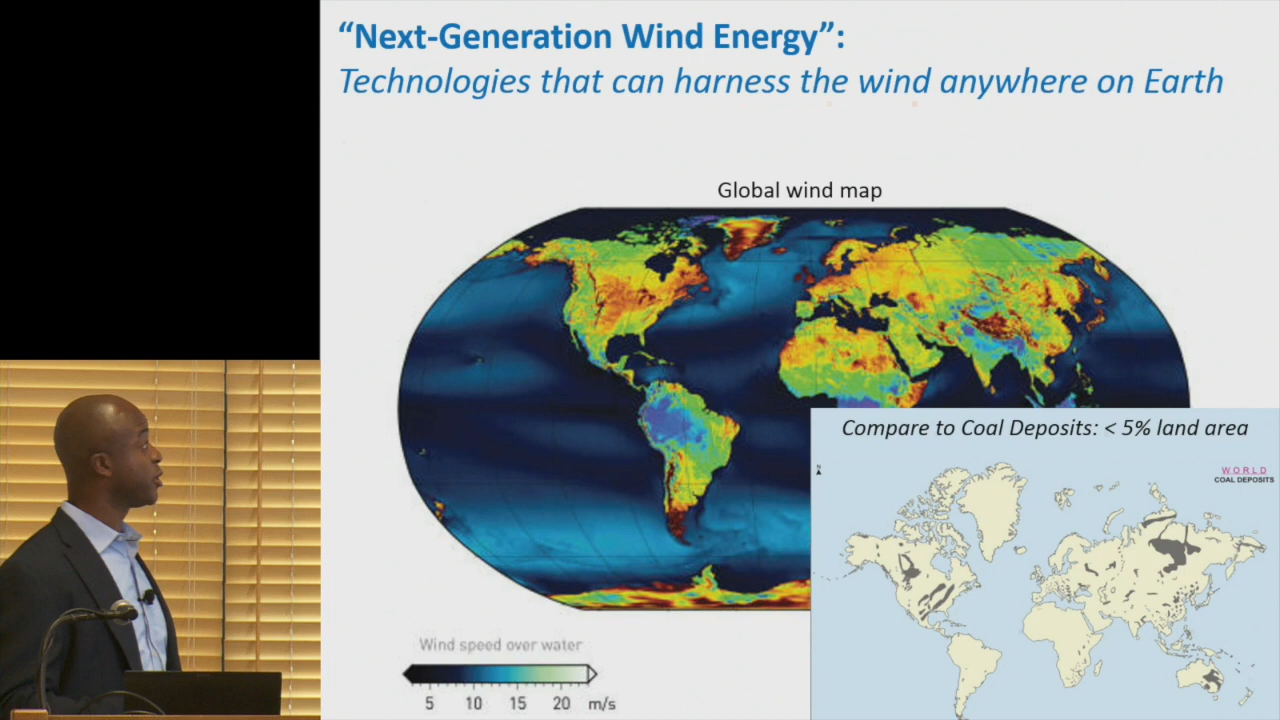 “Next-Generation Wind Energy”:
Technologies that can harness the wind anywhere on Earth
Global wind map
Compare to Coal Deposits: < 5% land area
N
WORLD
COAL DEPOSITS
Wind speed over water
5 10 15 20 m/s